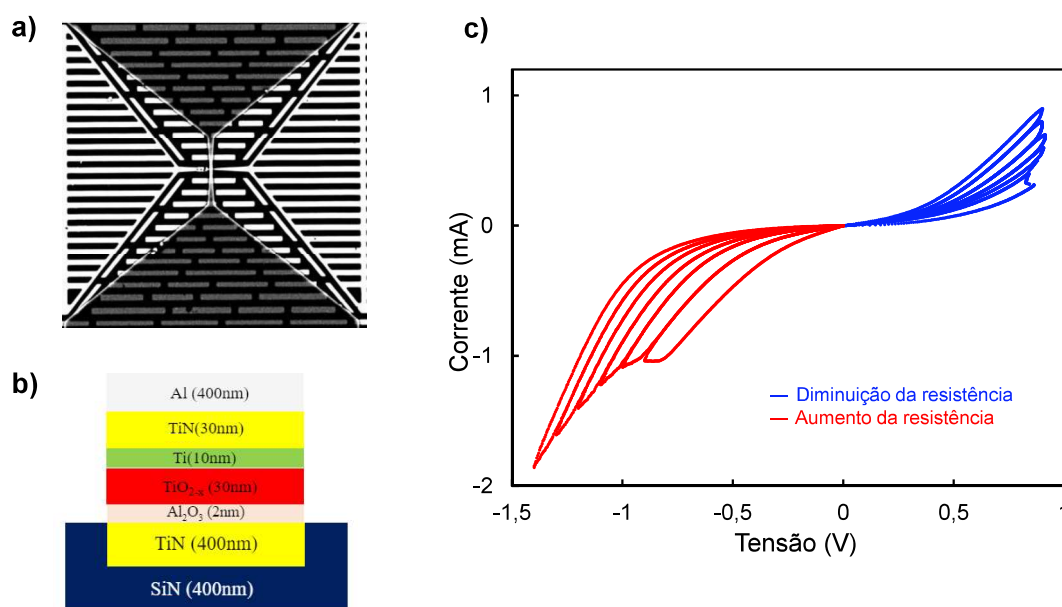 a)
b)
Al (400nm)
TiN(30nm)
Ti(10nm)
TiO₂₋ₓ (30nm)
Al₂O₃ (2nm)
TiN (400nm)
SiN (400nm)
c)
Corrente (mA)
1
0
-1
-2
-1,5
-1
-0,5
0
0,5
1
Tensão (V)
Diminuição da resistência
Aumento da resistência